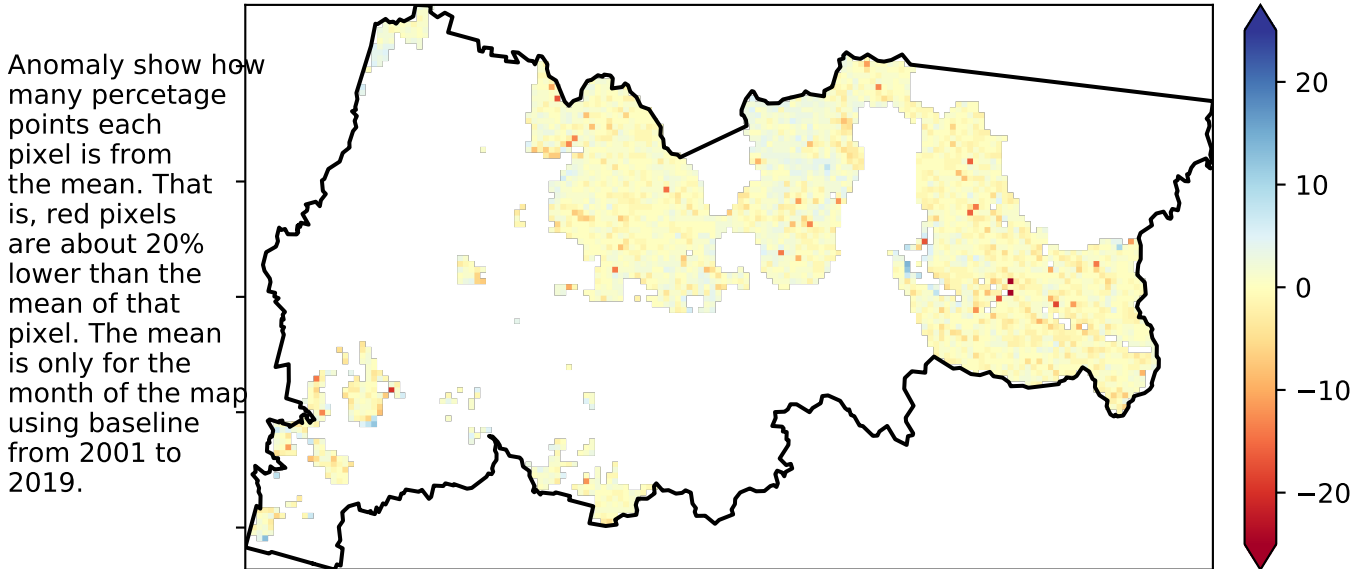 Anomaly show how
many percetage
points each
pixel is from
the mean. That
is, red pixels
are about 20%
lower than the
mean of that
pixel. The mean
is only for the
month of the map
using baseline
from 2001 to
2019.
20
10
0
−10
−20